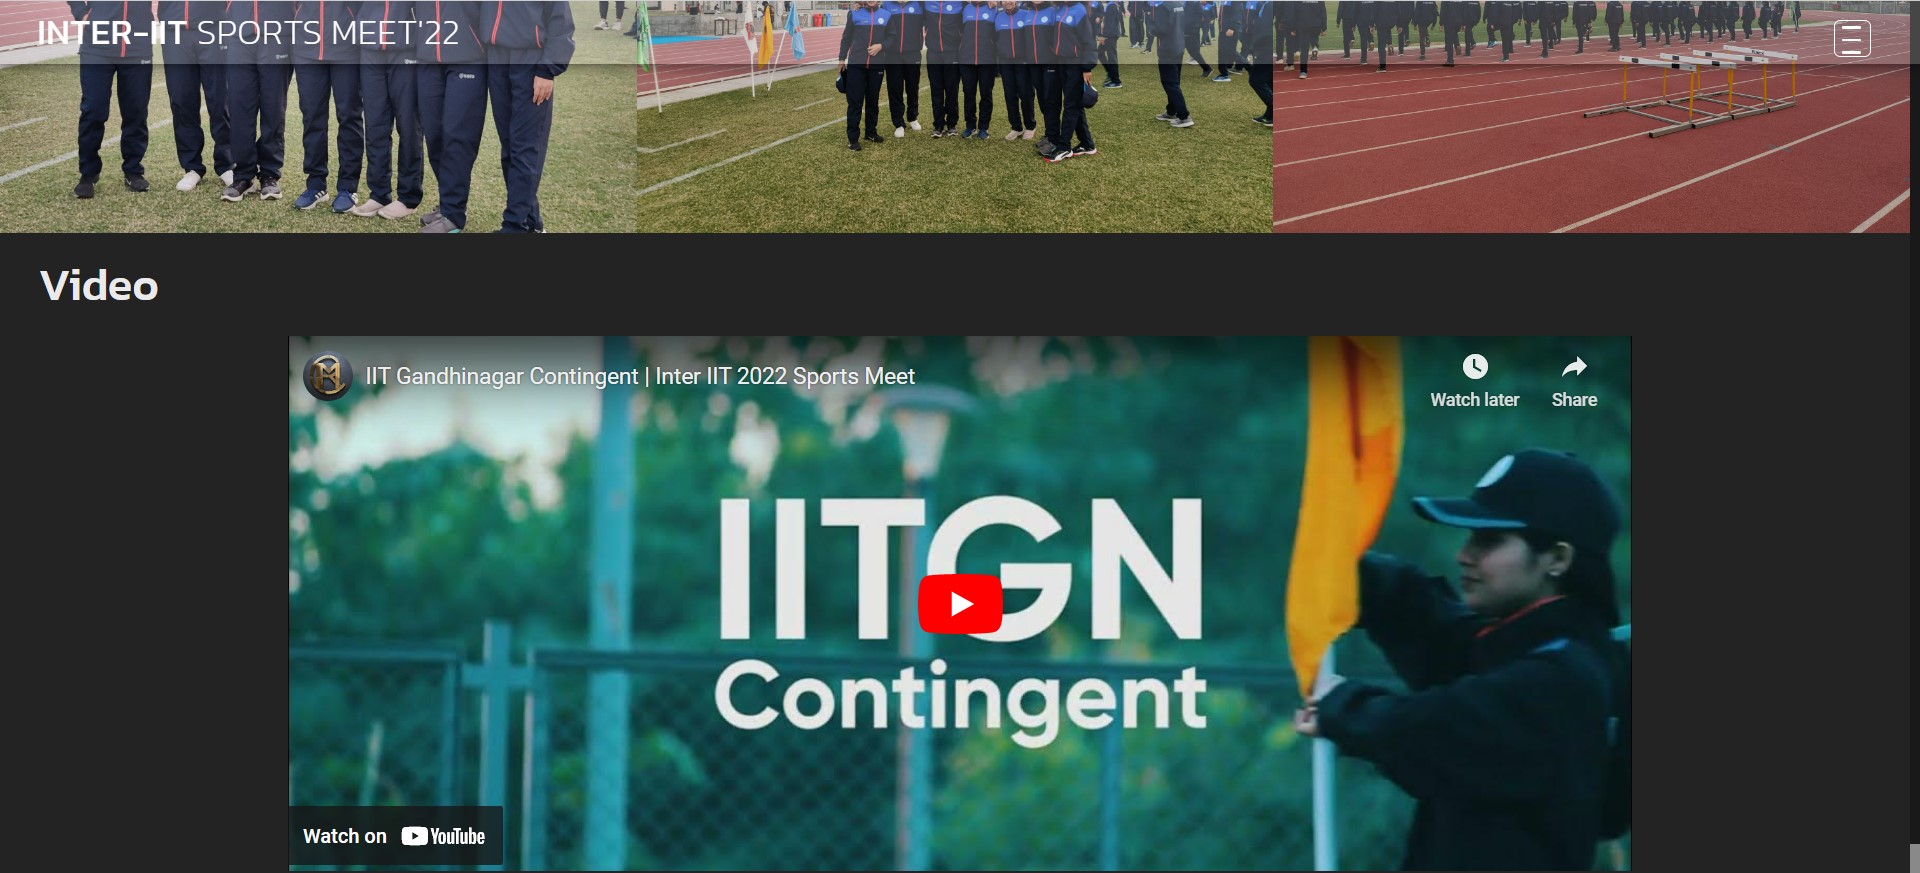 INTER-IIT SPORTS MEET'22
Video
IIT Gandhinagar Contingent | Inter IIT 2022 Sports Meet
Watch later
Share
IITGN
Contingent
Watch on YouTube